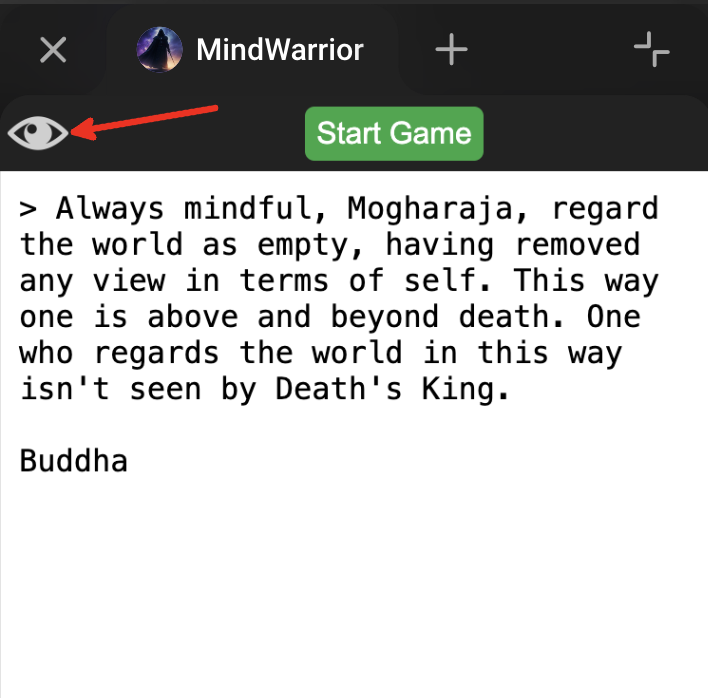 MindWarrior
Start Game
> Always mindful, Mogharaja, regard
the world as empty, having removed
any view in terms of self. This way
one is above and beyond death. One
who regards the world in this way
isn't seen by Death's King.
Buddha